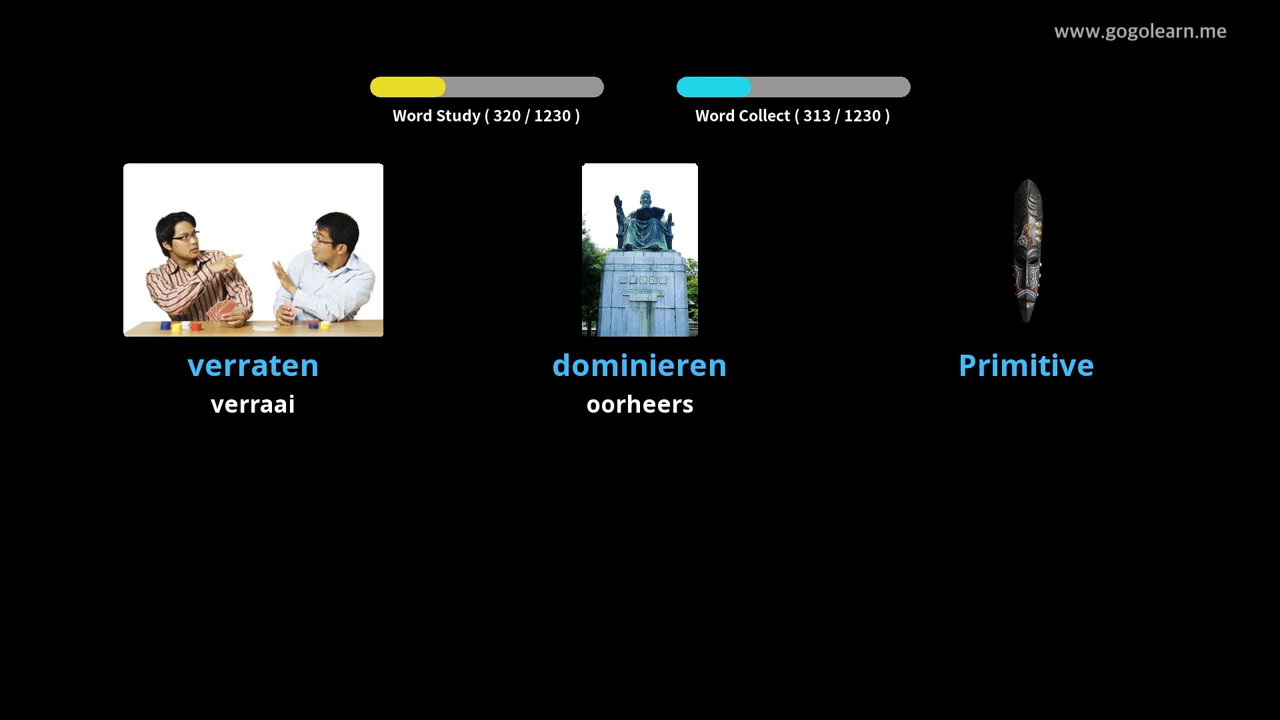 www.gogolearn.me
Word Study ( 320 / 1230 )
Word Collect ( 313 / 1230 )
verraten
dominieren
Primitive
verraai
oorheers